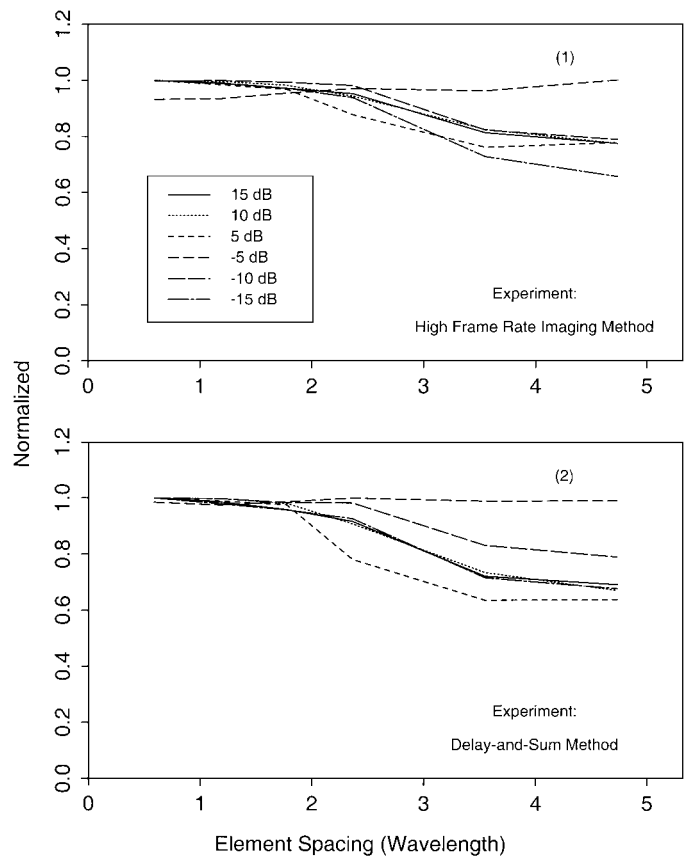 1.2
(1)
1.0
0.8
0.6
0.4
0.2
0.0
15 dB
10 dB
5 dB
-5 dB
-10 dB
-15 dB
Experiment:
High Frame Rate Imaging Method
0 1 2 3 4 5
Normalized
1.2
(2)
1.0
0.8
0.6
0.4
0.2
0.0
Experiment:
Delay-and-Sum Method
0 1 2 3 4 5
Element Spacing (Wavelength)